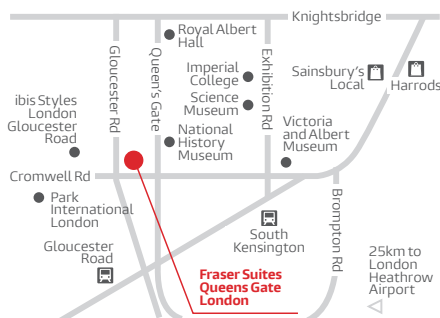 Knightsbridge
Royal Albert
Hall
Gloucester Rd
Queen's Gate
Exhibition Rd
Imperial
College
Science
Museum
Sainsbury's
Local
Harrods
ibis Styles
London
Gloucester
Road
National
History
Museum
Victoria
and Albert
Museum
Cromwell Rd
Park
International
London
Brompton Rd
South
Kensington
Gloucester
Road
25km to
London
Heathrow
Airport
Fraser Suites
Queens Gate
London